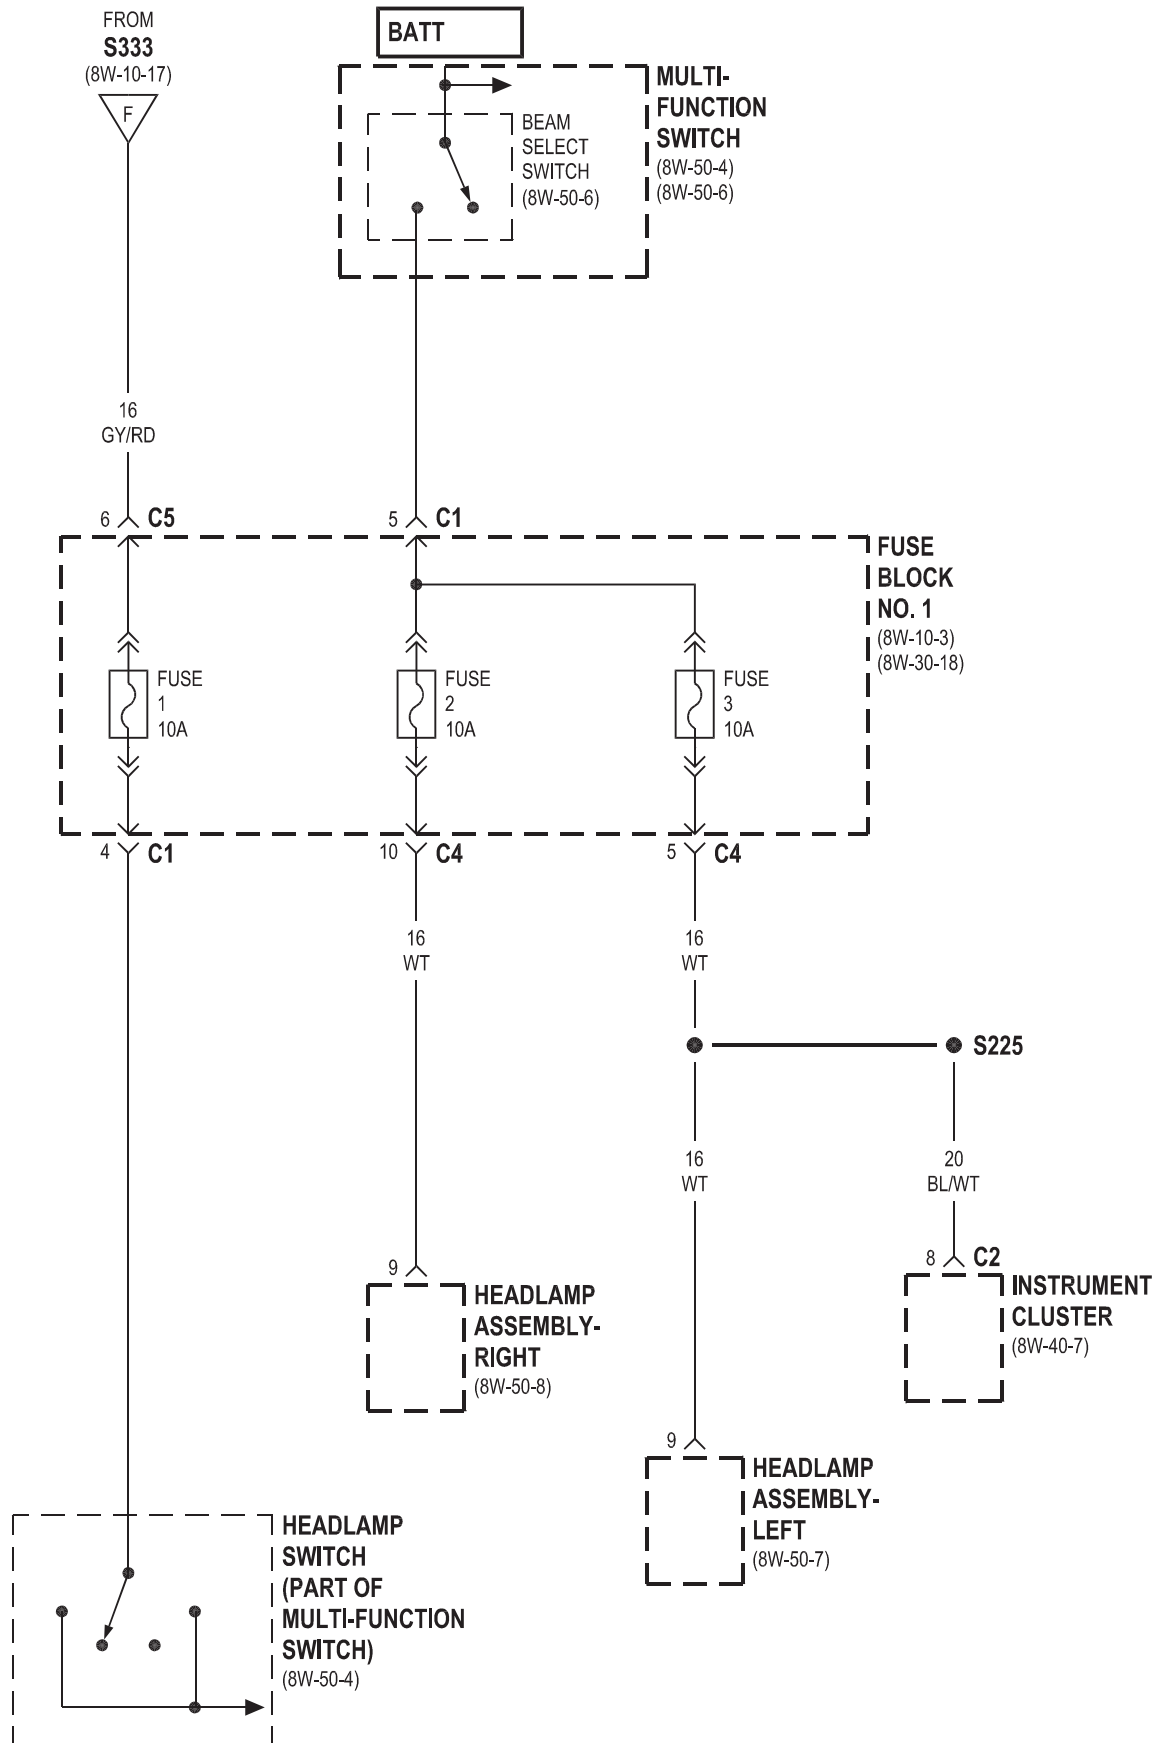 FROM
S333
(8W-10-17)
F
BATT
MULTI-
FUNCTION
SWITCH
(8W-50-4)
(8W-50-6)
BEAM
SELECT
SWITCH
(8W-50-6)
16
GY/RD
6 C5
5 C1
FUSE
BLOCK
NO. 1
(8W-10-3)
(8W-30-18)
FUSE
1
10A
FUSE
2
10A
FUSE
3
10A
4 C1
10 C4
5 C4
16
WT
16
WT
S225
16
WT
20
BL/WT
8 C2
INSTRUMENT
CLUSTER
(8W-40-7)
9
HEADLAMP
ASSEMBLY-
RIGHT
(8W-50-8)
9
HEADLAMP
ASSEMBLY-
LEFT
(8W-50-7)
HEADLAMP
SWITCH
(PART OF
MULTI-FUNCTION
SWITCH)
(8W-50-4)